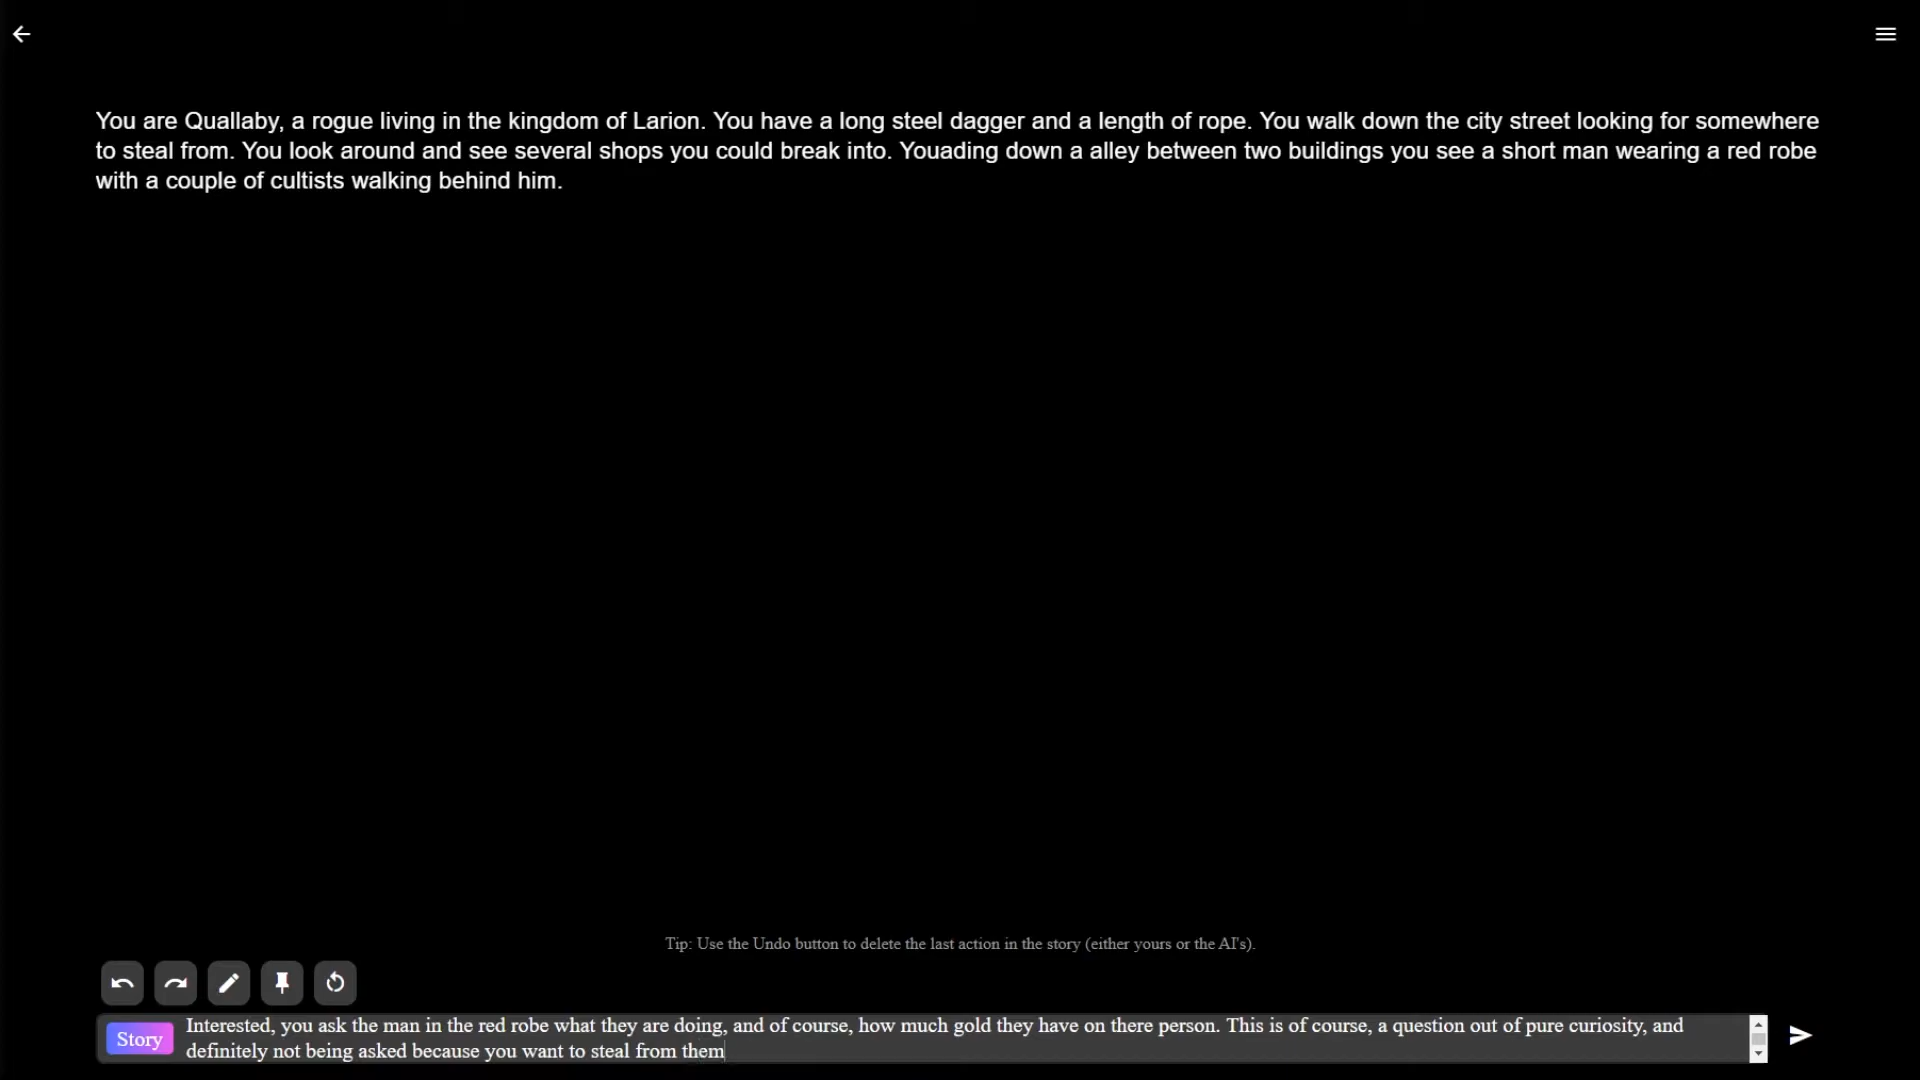 You are Quallaby, a rogue living in the kingdom of Larion. You have a long steel dagger and a length of rope. You walk down the city street looking for somewhere
to steal from. You look around and see several shops you could break into. Youading down a alley between two buildings you see a short man wearing a red robe
with a couple of cultists walking behind him.
Tip: Use the Undo button to delete the last action in the story (either yours or the AI's).
Story
Interested, you ask the man in the red robe what they are doing, and of course, how much gold they have on there person. This is of course, a question out of pure curiosity, and
definitely not being asked because you want to steal from them